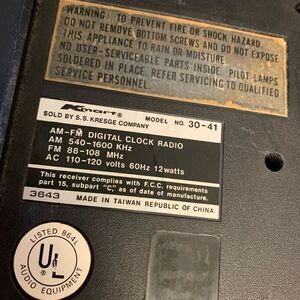 WARNING: TO PREVENT FIRE OR SHOCK HAZARD,
DO NOT REMOVE BOTTOM SCREWS AND DO NOT EXPOSE
THIS APPLIANCE TO RAIN OR MOISTURE.
NO USER-SERVICEABLE PARTS INSIDE. PILOT LAMPS
SOLDERED IN PLACE, REFER SERVICING TO QUALIFIED
SERVICE PERSONNEL.
PRINTED IN TAIWAN
Kmart® MODEL NO. 30-41
SOLD BY S.S. KRESGE COMPANY
AM-FM DIGITAL CLOCK RADIO
AM 540-1600 KHz
FM 88-108 MHz
AC 110-120 volts 60Hz 12watts
This receiver complies with F.C.C. requirements
part 15, subpart "C" as of date of manufacture.
3643 MADE IN TAIWAN REPUBLIC OF CHINA
LISTED 864L
UL
AUDIO EQUIPMENT